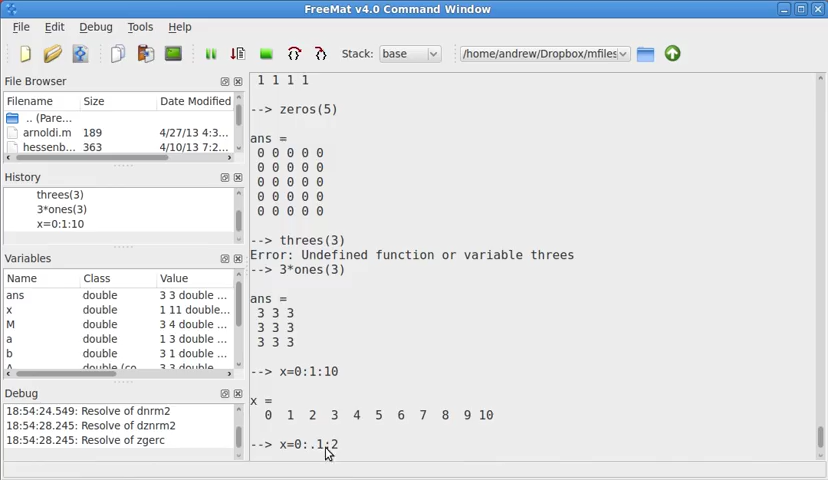 FreeMat v4.0 Command Window
File Edit Debug Tools Help
Stack: base /home/andrew/Dropbox/mfiles
File Browser
Filename Size Date Modified
.. (Pare...
arnoldi.m 189 4/27/13 4:3...
hessenb... 363 4/10/13 7:2...
History
threes(3)
3*ones(3)
x=0:1:10
Variables
Name Class Value
ans double 3 3 double ...
x double 1 11 double...
M double 3 4 double ...
a double 1 3 double ...
b double 3 1 double ...
A double (co... 3 3 double ...
Debug
18:54:24.549: Resolve of dnrm2
18:54:28.245: Resolve of dznrm2
18:54:28.245: Resolve of zgerc
1 1 1 1
--> zeros(5)
ans =
0 0 0 0 0
0 0 0 0 0
0 0 0 0 0
0 0 0 0 0
0 0 0 0 0
--> threes(3)
Error: Undefined function or variable threes
--> 3*ones(3)
ans =
3 3 3
3 3 3
3 3 3
--> x=0:1:10
x =
0 1 2 3 4 5 6 7 8 9 10
--> x=0:.1:2